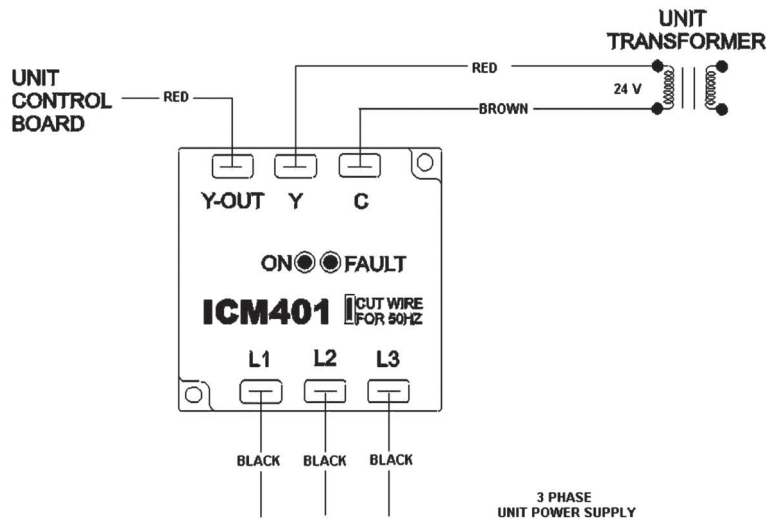 UNIT
TRANSFORMER
RED
24 V
BROWN
UNIT
CONTROL
BOARD
RED
Y-OUT Y C
ON FAULT
ICM401
CUT WIRE
FOR 50HZ
L1 L2 L3
BLACK BLACK BLACK
3 PHASE
UNIT POWER SUPPLY